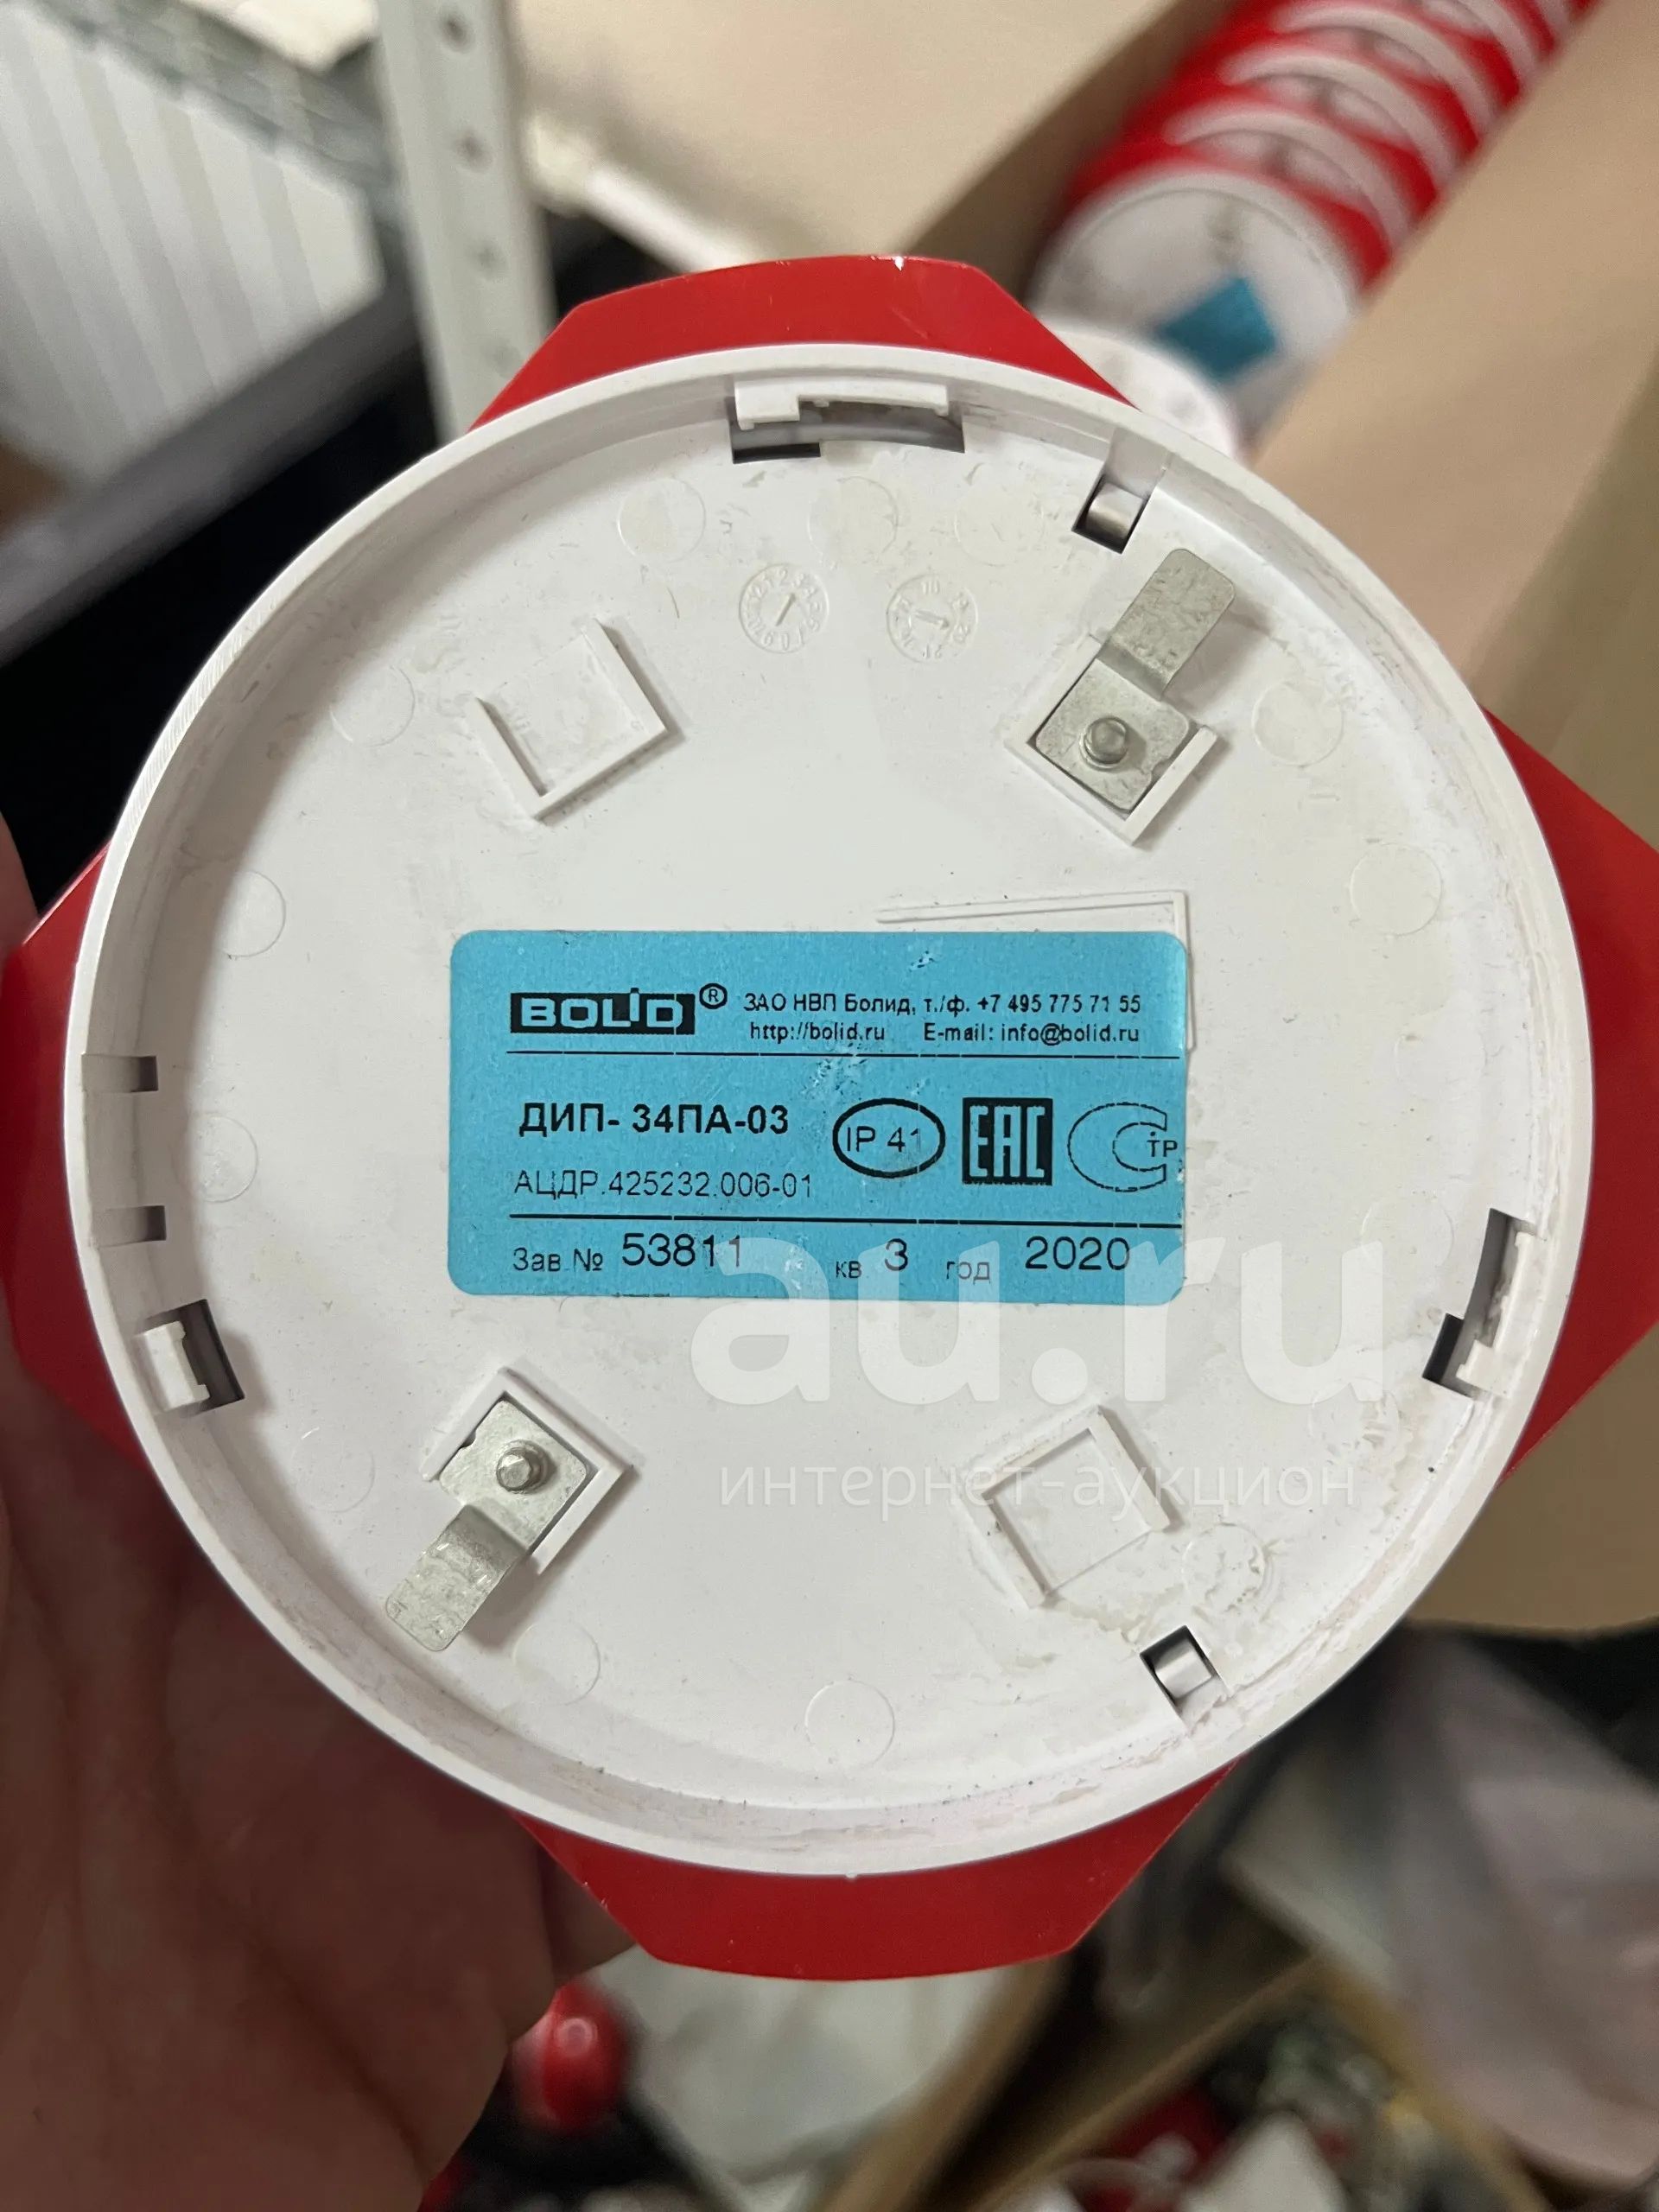 BOLID® ЗАО НВП Болид, т./ф. +7 495 775 71 55
http://bolid.ru E-mail: info@bolid.ru
ДИП- 34ПА-03 IP 41 EAC С ТР
АЦДР.425232.006-01
Зав.№ 53811 кв. 3 год 2020
au.ru
интернет-аукцион